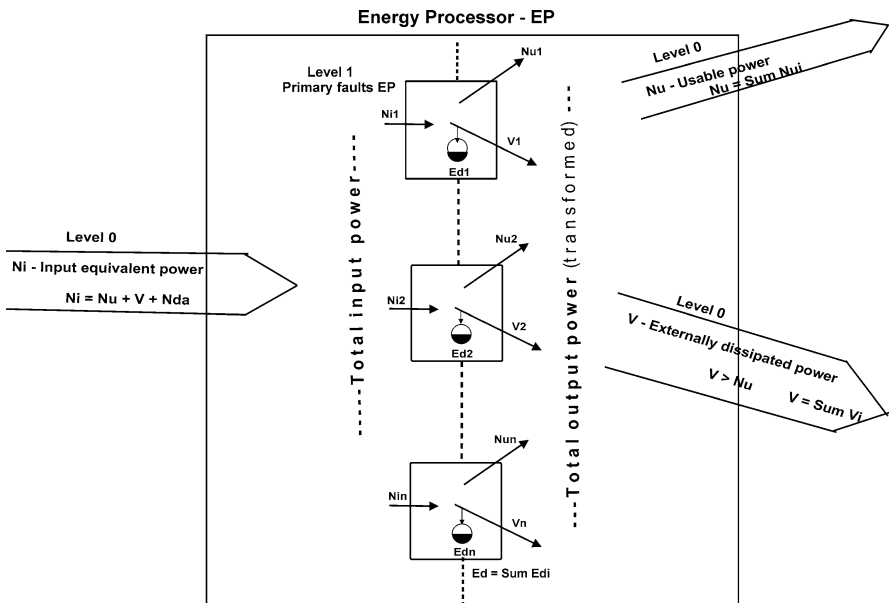 Energy Processor - EP
Level 1
Primary faults EP
Nu1
Ni1
V1
Ed1
Level 0
Nu - Usable power
Nu = Sum Nui
----Total input power----
---Total output power (transformed)---
Level 0
Ni - Input equivalent power
Ni = Nu + V + Nda
Nu2
Ni2
V2
Ed2
Level 0
V - Externally dissipated power
V > Nu
V = Sum Vi
Nun
Nin
Vn
Edn
Ed = Sum Edi